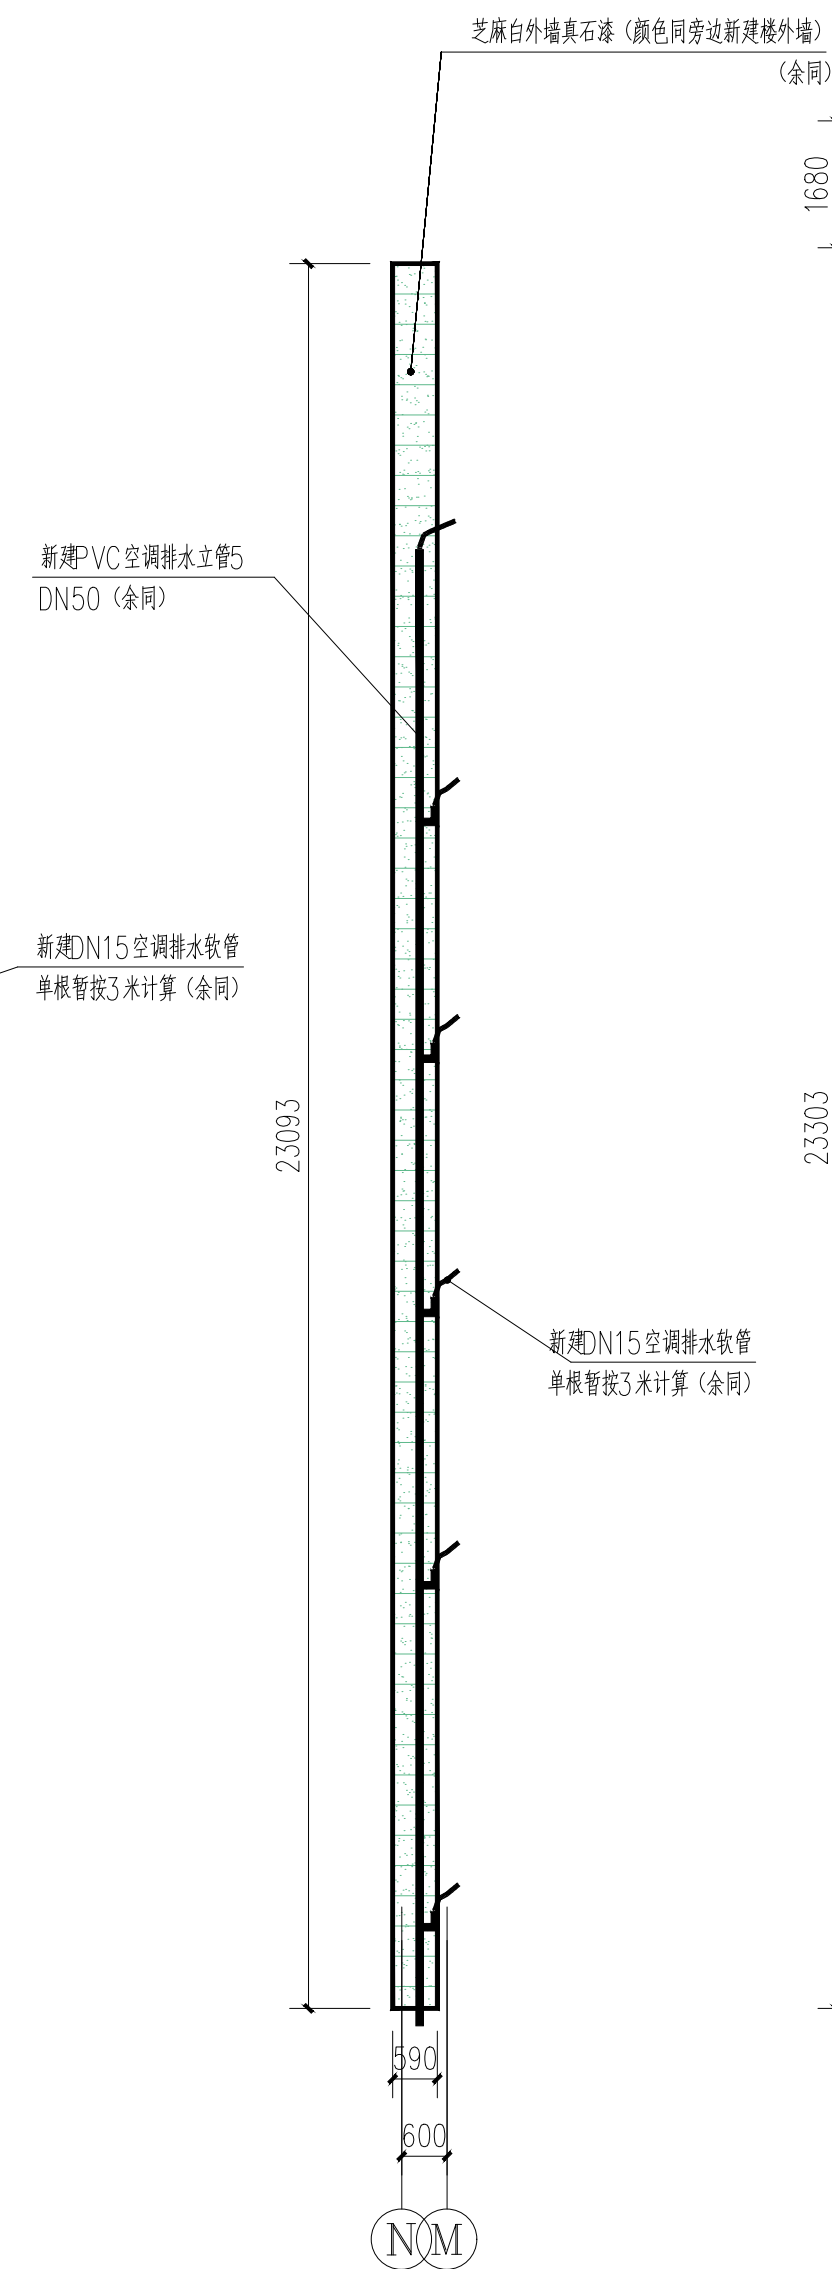 芝麻白外墙真石漆（颜色同旁边新建楼外墙）
（余同）
1680
新建PVC空调排水立管5
DN50（余同）
新建DN15空调排水软管
单根暂按3米计算（余同）
23093
23303
新建DN15空调排水软管
单根暂按3米计算（余同）
590
600
N
M